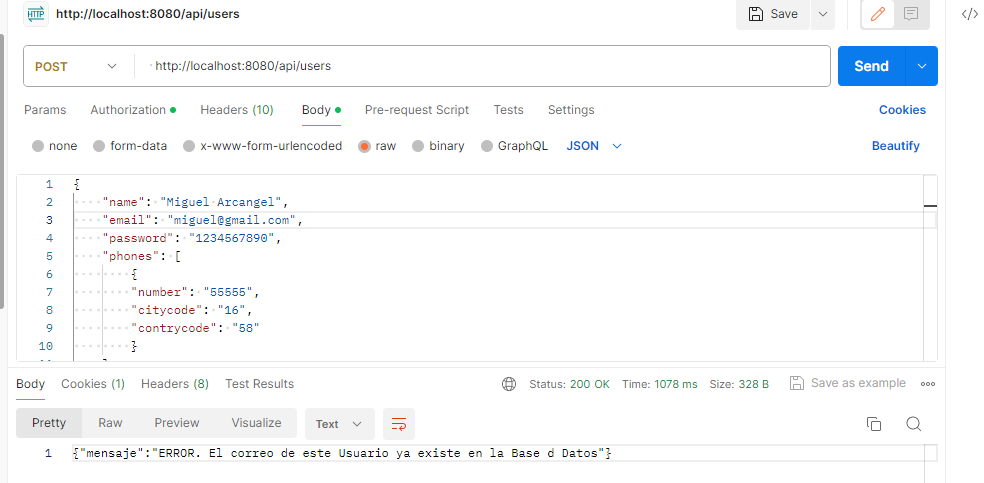 HTTP http://localhost:8080/api/users Save
POST http://localhost:8080/api/users Send
Params Authorization Headers (10) Body Pre-request Script Tests Settings Cookies
none form-data x-www-form-urlencoded raw binary GraphQL JSON Beautify
1 {
2 "name": "Miguel Arcangel",
3 "email": "miguel@gmail.com",
4 "password": "1234567890",
5 "phones": [
6 {
7 "number": "55555",
8 "citycode": "16",
9 "contrycode": "58"
10 }
Body Cookies (1) Headers (8) Test Results Status: 200 OK Time: 1078 ms Size: 328 B Save as example
Pretty Raw Preview Visualize Text
1 {"mensaje":"ERROR. El correo de este Usuario ya existe en la Base d Datos"}